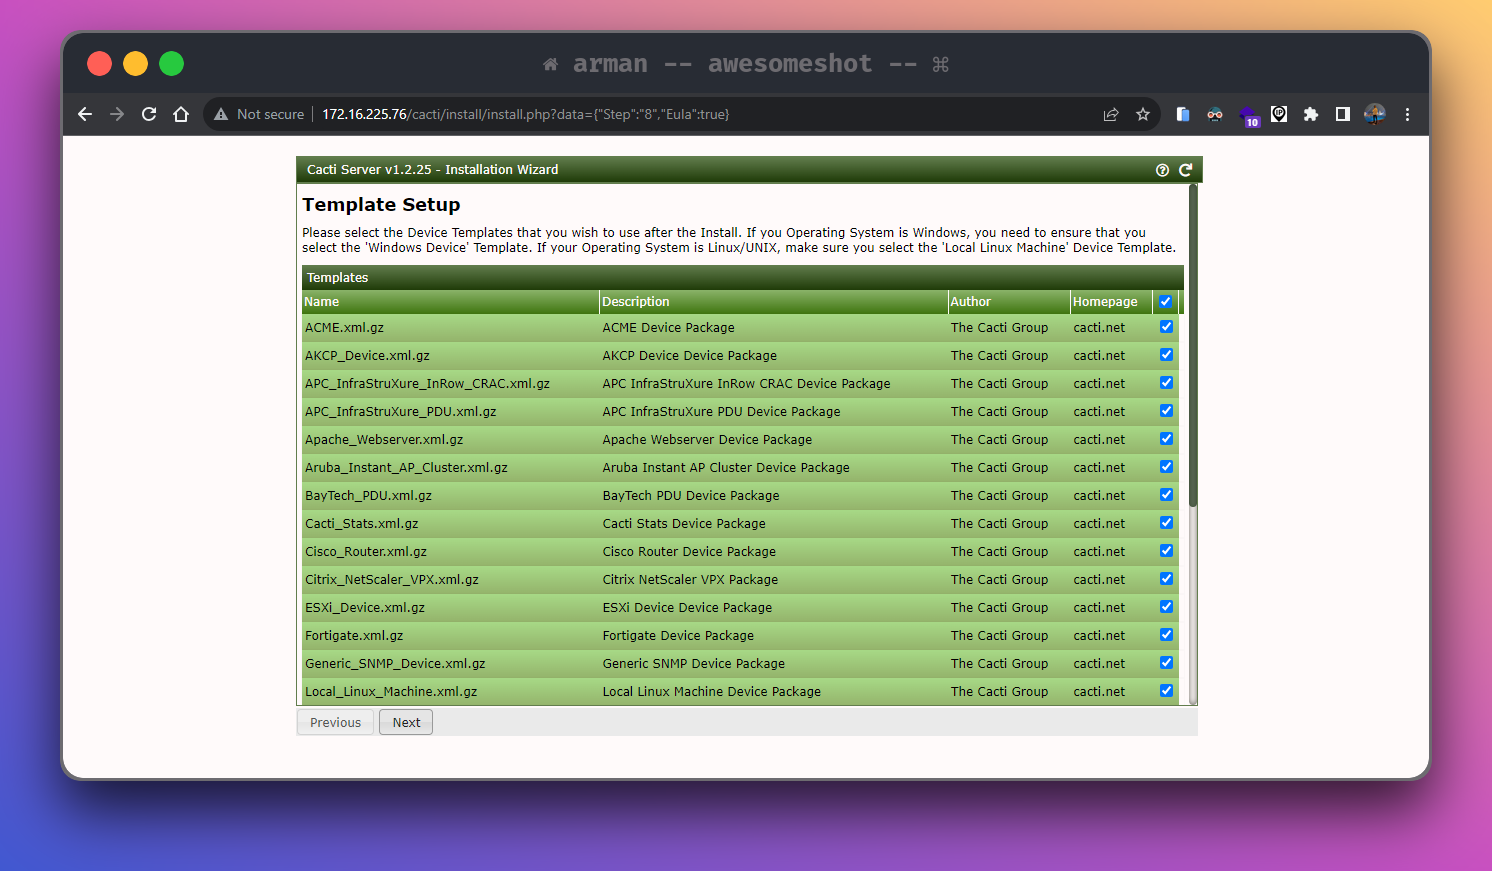 arman -- awesomeshot -- ⌘
Not secure 172.16.225.76/cacti/install/install.php?data={"Step":"8","Eula":true}
10
Cacti Server v1.2.25 - Installation Wizard
Template Setup
Please select the Device Templates that you wish to use after the Install. If you Operating System is Windows, you need to ensure that you
select the 'Windows Device' Template. If your Operating System is Linux/UNIX, make sure you select the 'Local Linux Machine' Device Template.
Templates
Name Description Author Homepage
ACME.xml.gz ACME Device Package The Cacti Group cacti.net
AKCP_Device.xml.gz AKCP Device Device Package The Cacti Group cacti.net
APC_InfraStruXure_InRow_CRAC.xml.gz APC InfraStruXure InRow CRAC Device Package The Cacti Group cacti.net
APC_InfraStruXure_PDU.xml.gz APC InfraStruXure PDU Device Package The Cacti Group cacti.net
Apache_Webserver.xml.gz Apache Webserver Device Package The Cacti Group cacti.net
Aruba_Instant_AP_Cluster.xml.gz Aruba Instant AP Cluster Device Package The Cacti Group cacti.net
BayTech_PDU.xml.gz BayTech PDU Device Package The Cacti Group cacti.net
Cacti_Stats.xml.gz Cacti Stats Device Package The Cacti Group cacti.net
Cisco_Router.xml.gz Cisco Router Device Package The Cacti Group cacti.net
Citrix_NetScaler_VPX.xml.gz Citrix NetScaler VPX Package The Cacti Group cacti.net
ESXi_Device.xml.gz ESXi Device Device Package The Cacti Group cacti.net
Fortigate.xml.gz Fortigate Device Package The Cacti Group cacti.net
Generic_SNMP_Device.xml.gz Generic SNMP Device Package The Cacti Group cacti.net
Local_Linux_Machine.xml.gz Local Linux Machine Device Package The Cacti Group cacti.net
Previous Next